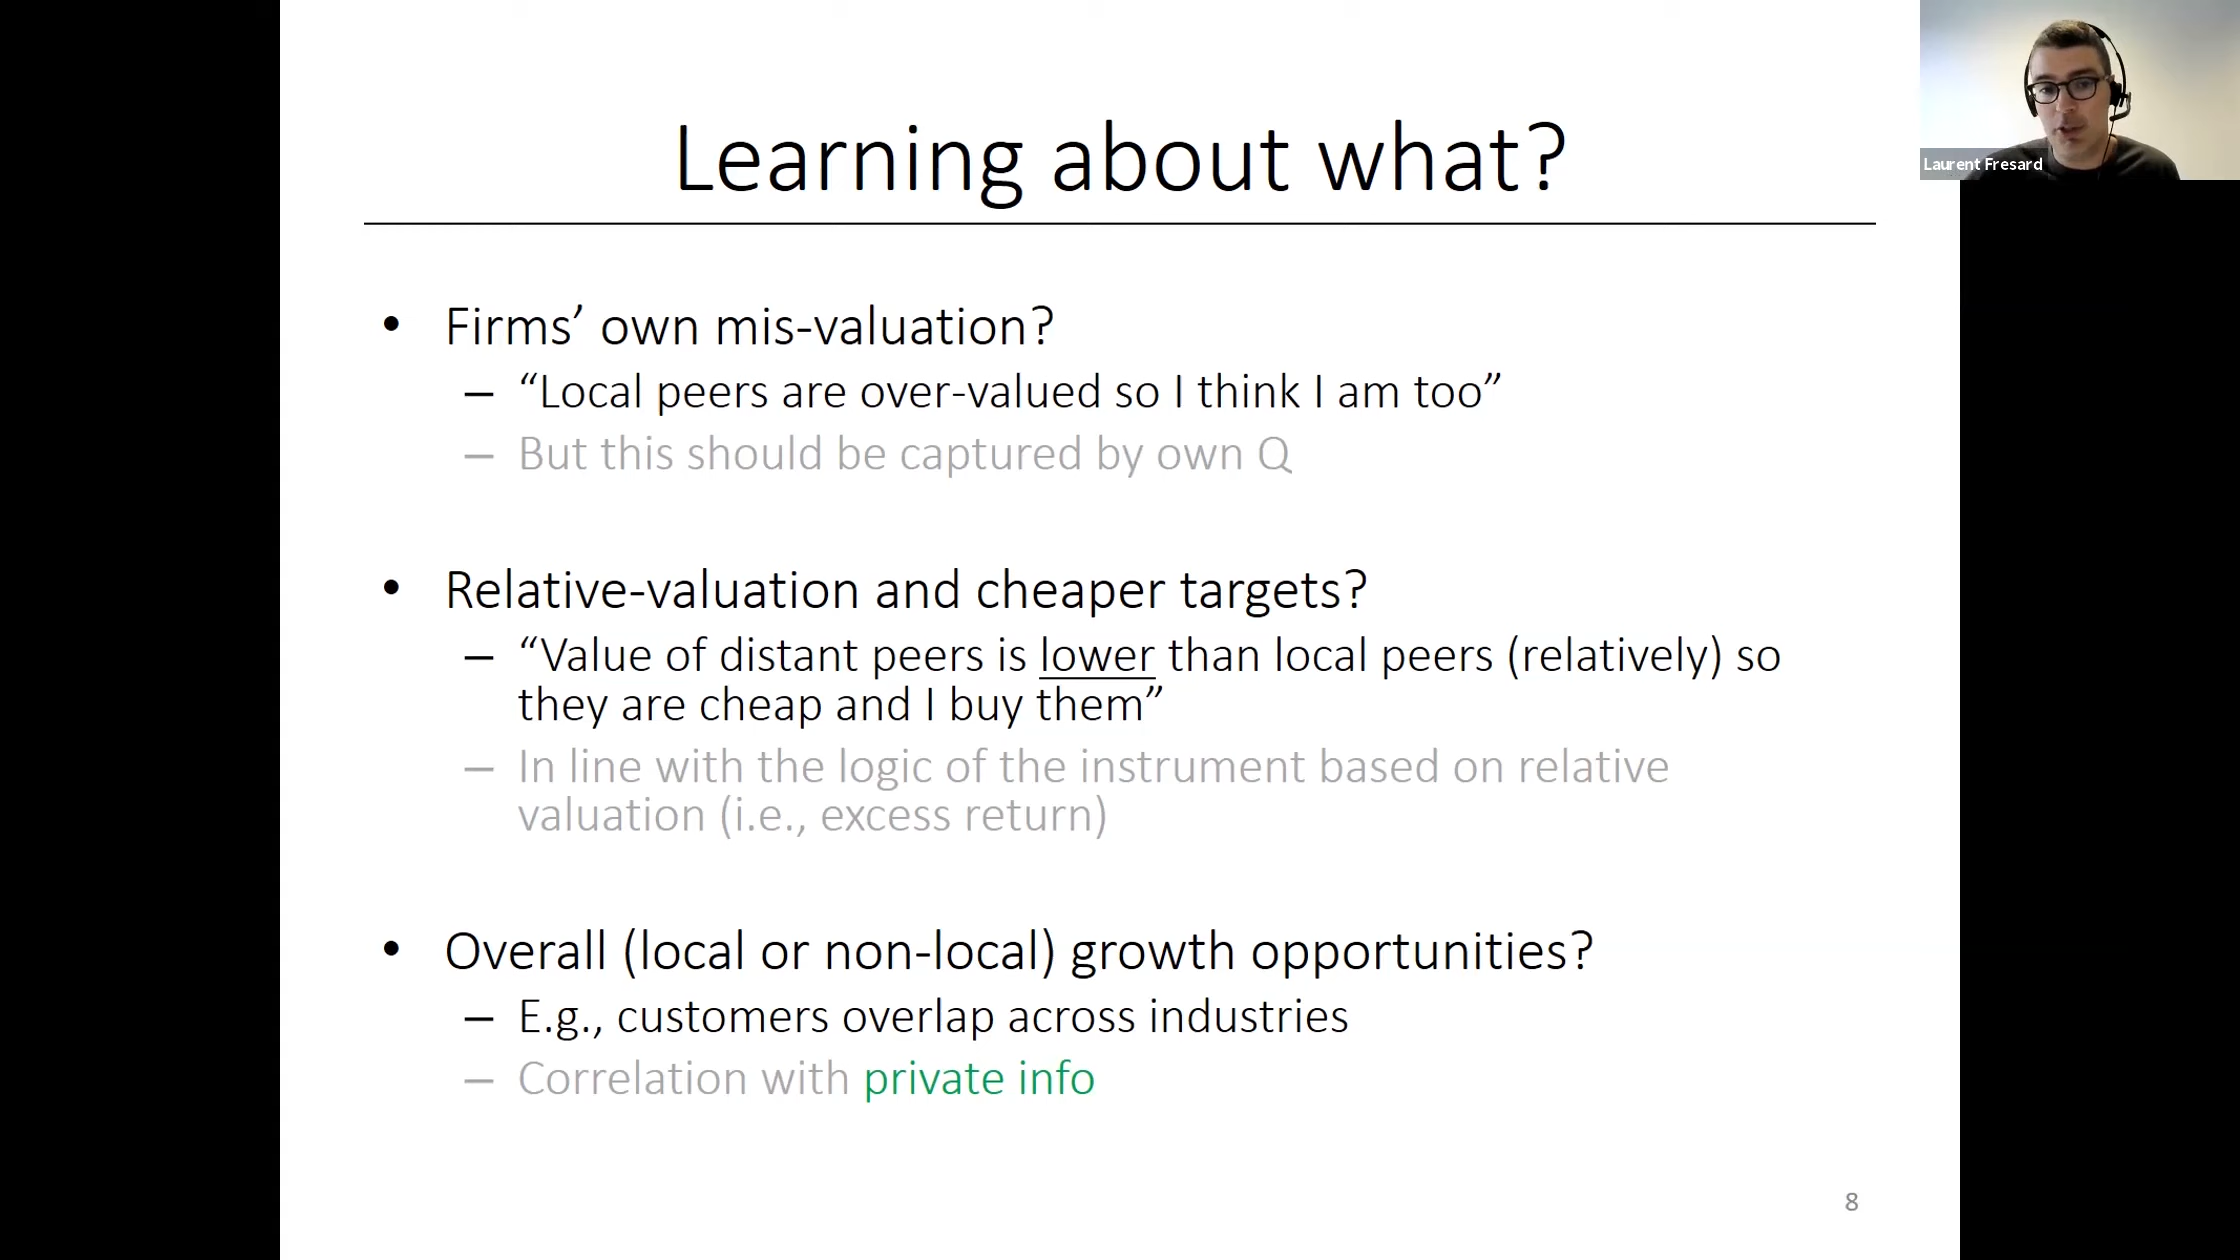 Learning about what?
Laurent Fresard
• Firms’ own mis-valuation?
– “Local peers are over-valued so I think I am too”
– But this should be captured by own Q
• Relative-valuation and cheaper targets?
– “Value of distant peers is lower than local peers (relatively) so
they are cheap and I buy them”
– In line with the logic of the instrument based on relative
valuation (i.e., excess return)
• Overall (local or non-local) growth opportunities?
– E.g., customers overlap across industries
– Correlation with private info
8